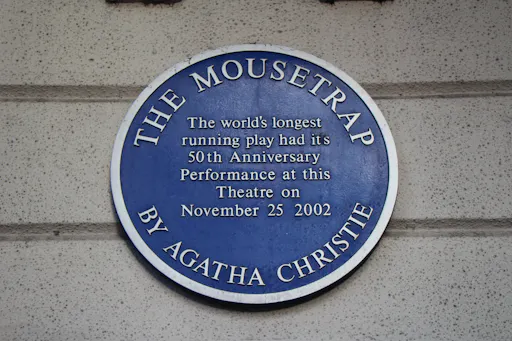 THE MOUSETRAP
The world's longest
running play had its
50th Anniversary
Performance at this
Theatre on
November 25 2002
BY AGATHA CHRISTIE